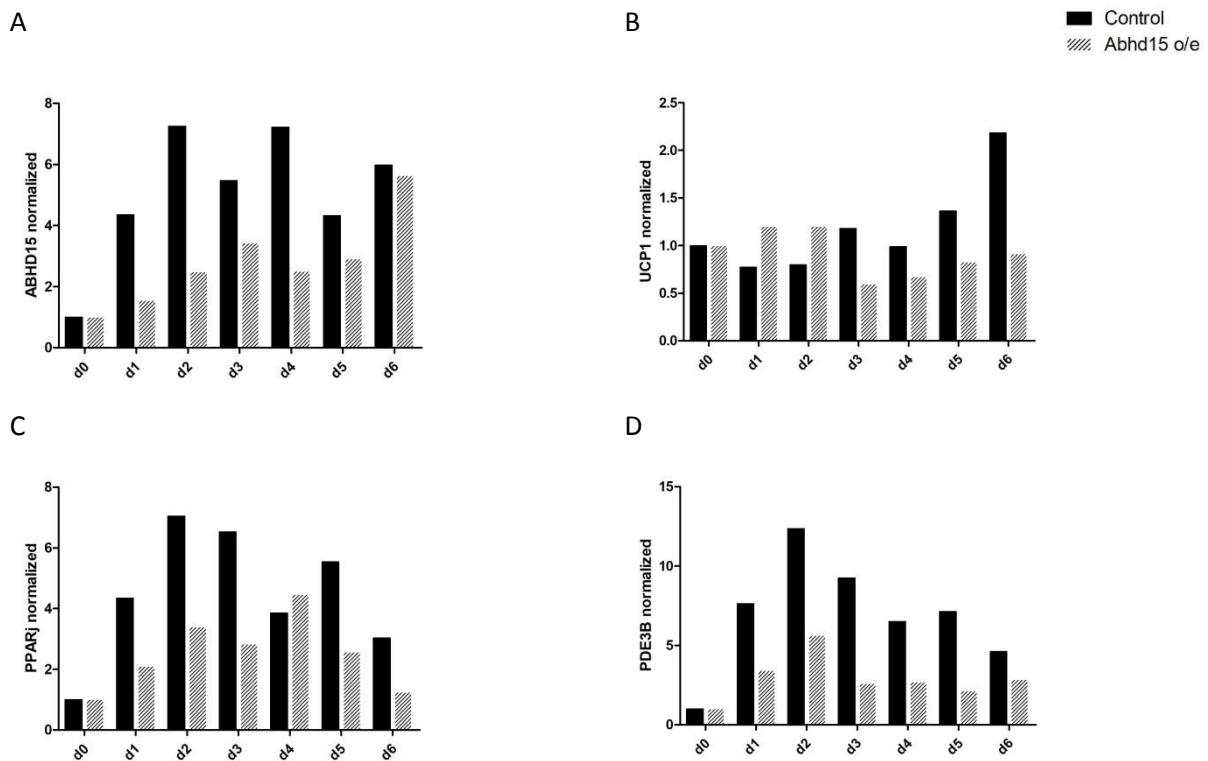 A
B
Control
Abhd15 o/e
ABHD15 normalized
8
6
4
2
0
d0 d1 d2 d3 d4 d5 d6
UCP1 normalized
2.5
2.0
1.5
1.0
0.5
0.0
d0 d1 d2 d3 d4 d5 d6
C
D
PPARj normalized
8
6
4
2
0
d0 d1 d2 d3 d4 d5 d6
PDE3B normalized
15
10
5
0
d0 d1 d2 d3 d4 d5 d6